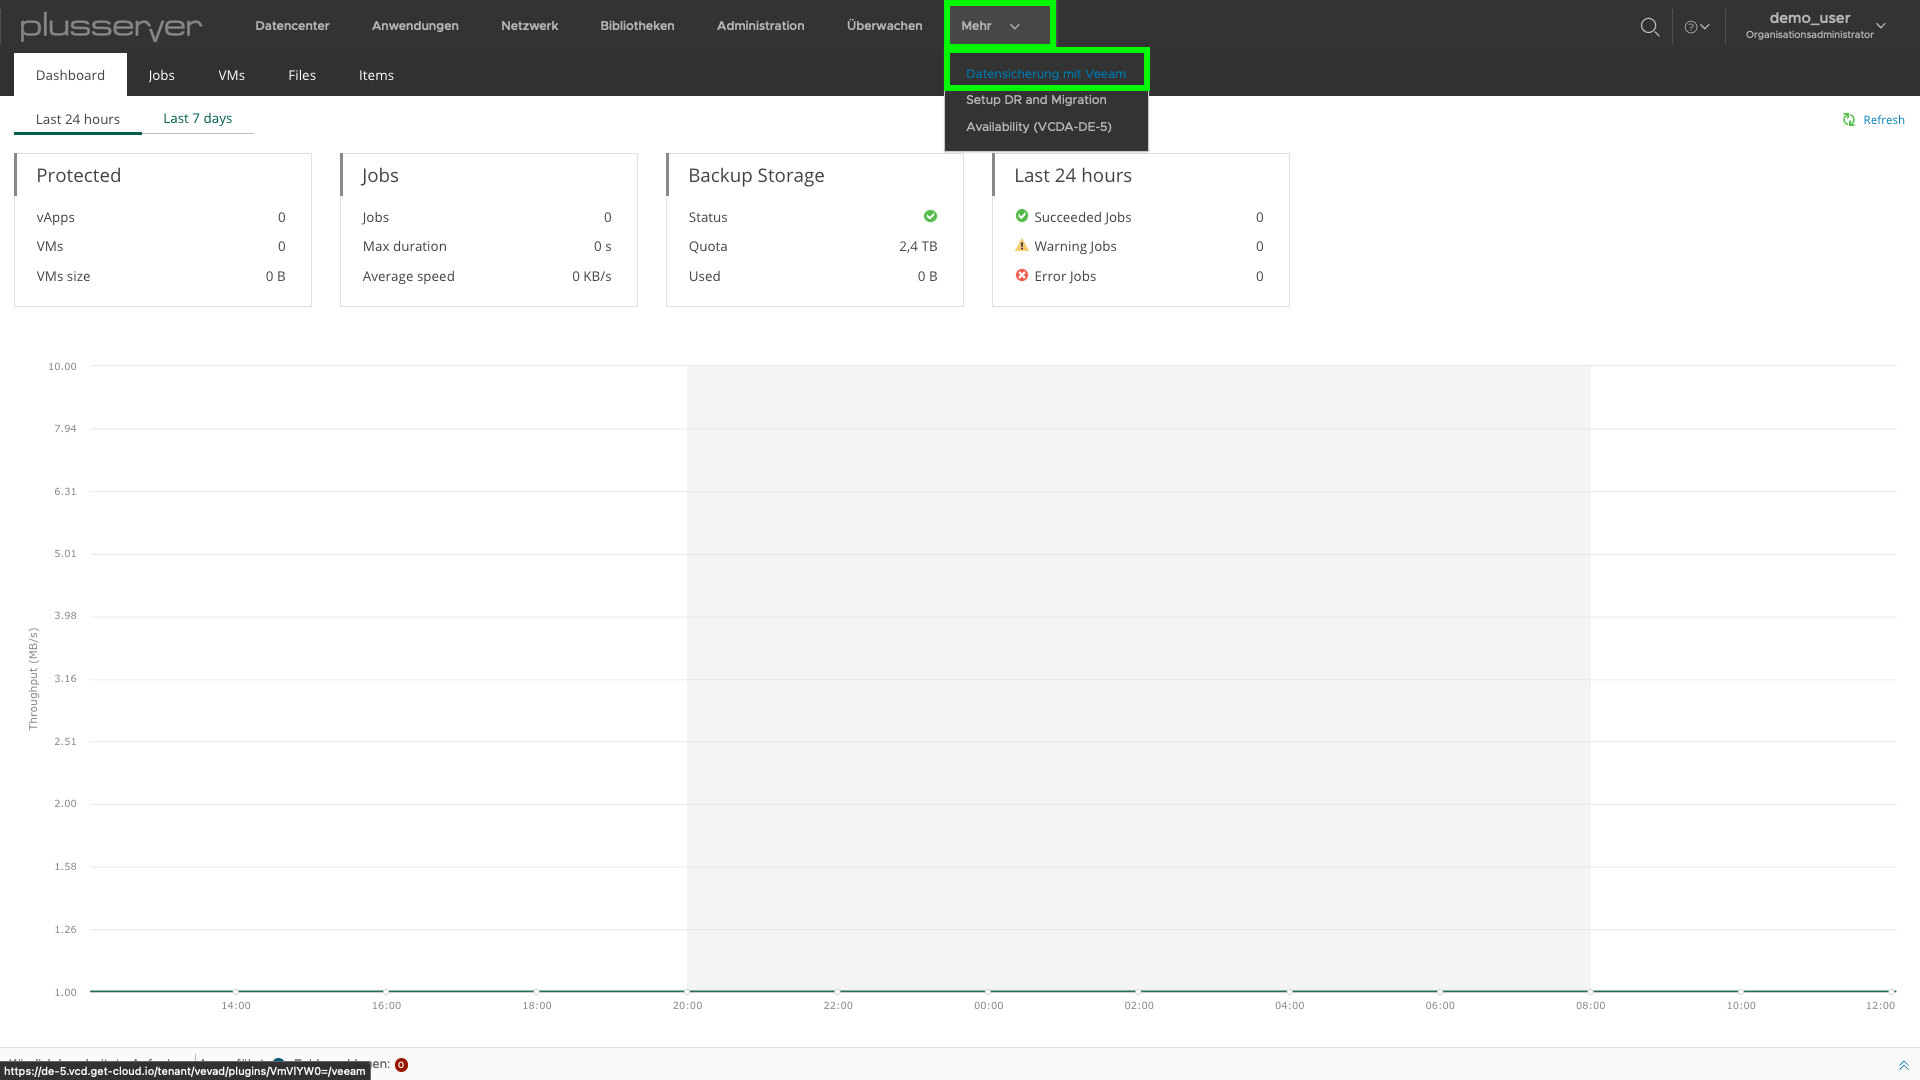 plusserver Datencenter Anwendungen Netzwerk Bibliotheken Administration Überwachen Mehr demo_user
Organisationsadministrator
Dashboard Jobs VMs Files Items
Datensicherung mit Veeam
Setup DR and Migration
Availability (VCDA-DE-5)
Last 24 hours Last 7 days Refresh
Protected
vApps 0
VMs 0
VMs size 0 B
Jobs
Jobs 0
Max duration 0 s
Average speed 0 KB/s
Backup Storage
Status
Quota 2,4 TB
Used 0 B
Last 24 hours
Succeeded Jobs 0
Warning Jobs 0
Error Jobs 0
Throughput (MB/s)
10.00
7.94
6.31
5.01
3.98
3.16
2.51
2.00
1.58
1.26
1.00
14:00 16:00 18:00 20:00 22:00 00:00 02:00 04:00 06:00 08:00 10:00 12:00
0
https://de-5.vcd.get-cloud.io/tenant/vevad/plugins/VmVlYW0=/veeam